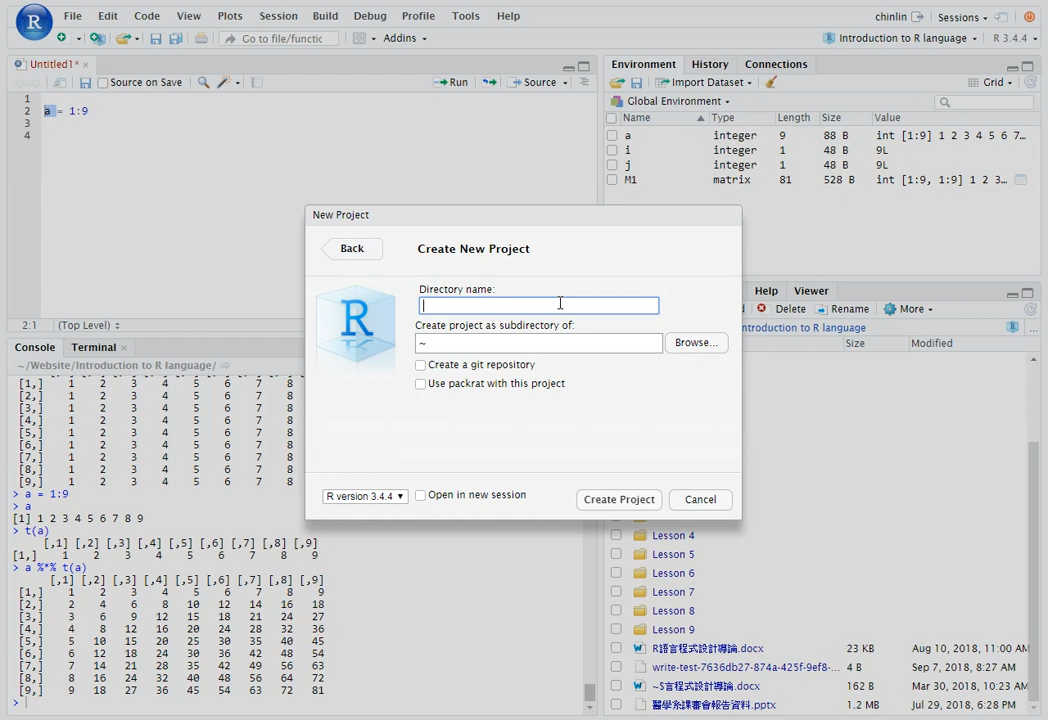 File Edit Code View Plots Session Build Debug Profile Tools Help
chinlin Sessions
Go to file/functic Addins
Introduction to R language R 3.4.4
Untitled1*
Source on Save Run Source
1
2 a = 1:9
3
4
2:1 (Top Level)
Environment History Connections
Import Dataset Grid
Global Environment
Name Type Length Size Value
a integer 9 88 B int [1:9] 1 2 3 4 5 6 7…
i integer 1 48 B 9L
j integer 1 48 B 9L
M1 matrix 81 528 B int [1:9, 1:9] 1 2 3…
New Project
Back
Create New Project
R
Directory name:
Create project as subdirectory of:
~
Browse...
Create a git repository
Use packrat with this project
R version 3.4.4
Open in new session
Create Project
Cancel
Help Viewer
Delete Rename More
ntroduction to R language
Size Modified
Lesson 4
Lesson 5
Lesson 6
Lesson 7
Lesson 8
Lesson 9
R語言程式設計導論.docx 23 KB Aug 10, 2018, 11:00 AM
write-test-7636db27-874a-425f-9ef8-... 4 B Sep 7, 2018, 8:27 AM
~$言程式設計導論.docx 162 B Mar 30, 2018, 10:23 AM
醫學系課審會報告資料.pptx 1.2 MB Jul 29, 2018, 6:28 PM
Console Terminal
~/Website/Introduction to R language/
[1,] 1 2 3 4 5 6 7 8
[2,] 1 2 3 4 5 6 7 8
[3,] 1 2 3 4 5 6 7 8
[4,] 1 2 3 4 5 6 7 8
[5,] 1 2 3 4 5 6 7 8
[6,] 1 2 3 4 5 6 7 8
[7,] 1 2 3 4 5 6 7 8
[8,] 1 2 3 4 5 6 7 8
[9,] 1 2 3 4 5 6 7 8
> a = 1:9
> a
[1] 1 2 3 4 5 6 7 8 9
> t(a)
[,1] [,2] [,3] [,4] [,5] [,6] [,7] [,8] [,9]
[1,] 1 2 3 4 5 6 7 8 9
> a %*% t(a)
[,1] [,2] [,3] [,4] [,5] [,6] [,7] [,8] [,9]
[1,] 1 2 3 4 5 6 7 8 9
[2,] 2 4 6 8 10 12 14 16 18
[3,] 3 6 9 12 15 18 21 24 27
[4,] 4 8 12 16 20 24 28 32 36
[5,] 5 10 15 20 25 30 35 40 45
[6,] 6 12 18 24 30 36 42 48 54
[7,] 7 14 21 28 35 42 49 56 63
[8,] 8 16 24 32 40 48 56 64 72
[9,] 9 18 27 36 45 54 63 72 81
>